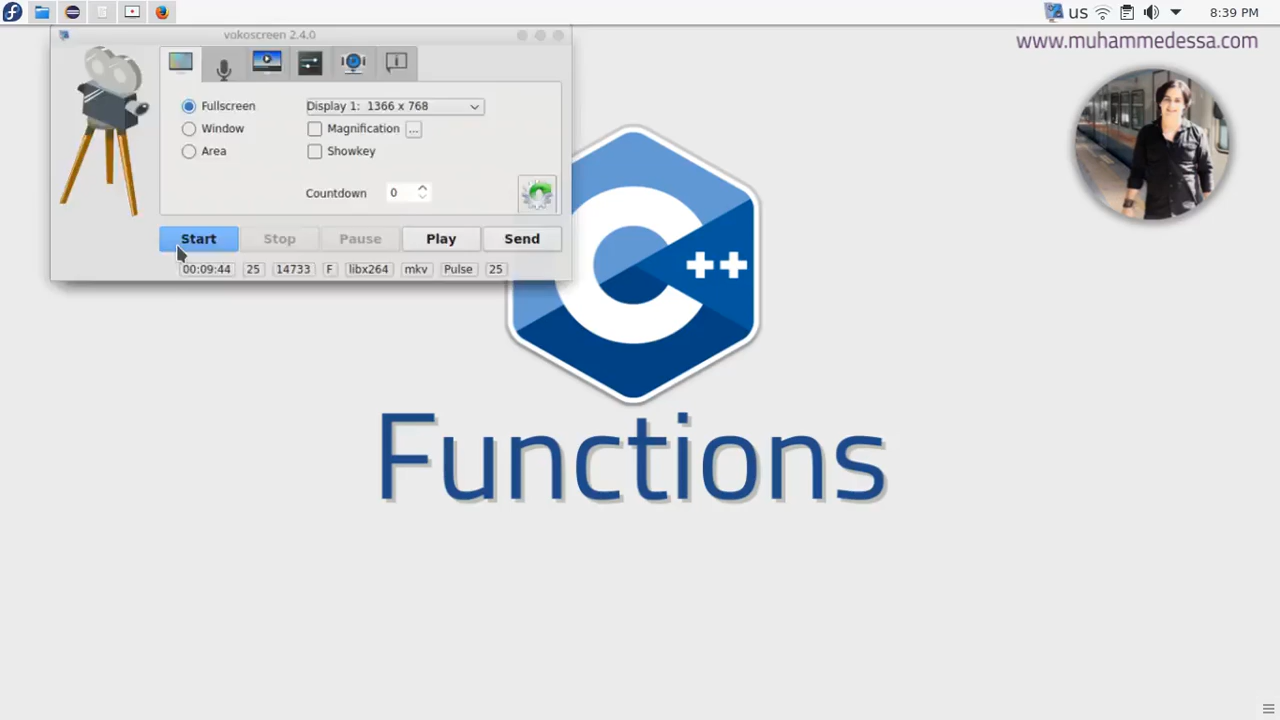 us
8:39 PM
vokoscreen 2.4.0
www.muhammedessa.com
Fullscreen
Display 1: 1366 x 768
Window
Magnification
...
Area
Showkey
Countdown
0
Start
Stop
Pause
Play
Send
00:09:44
25
14733
F
libx264
mkv
Pulse
25
C++
Functions